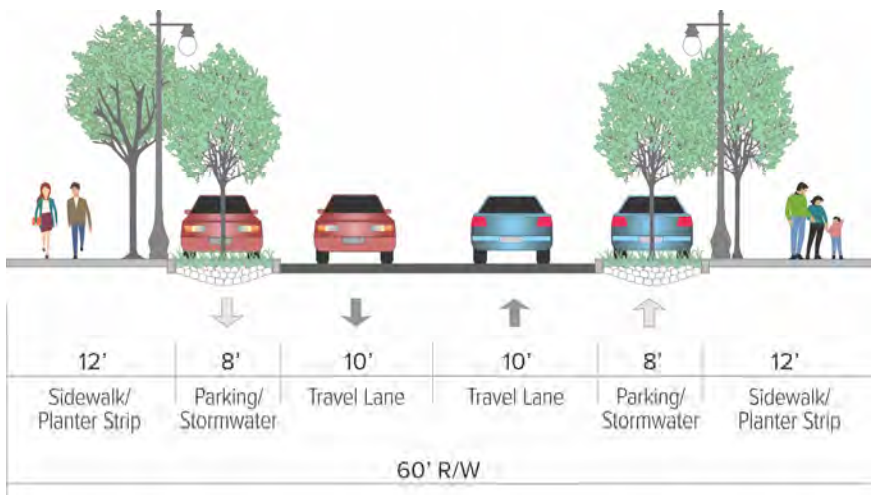 12’ 8’ 10’ 10’ 8’ 12’
Sidewalk/ Parking/ Travel Lane Travel Lane Parking/ Sidewalk/
Planter Strip Stormwater Stormwater Planter Strip
60’ R/W